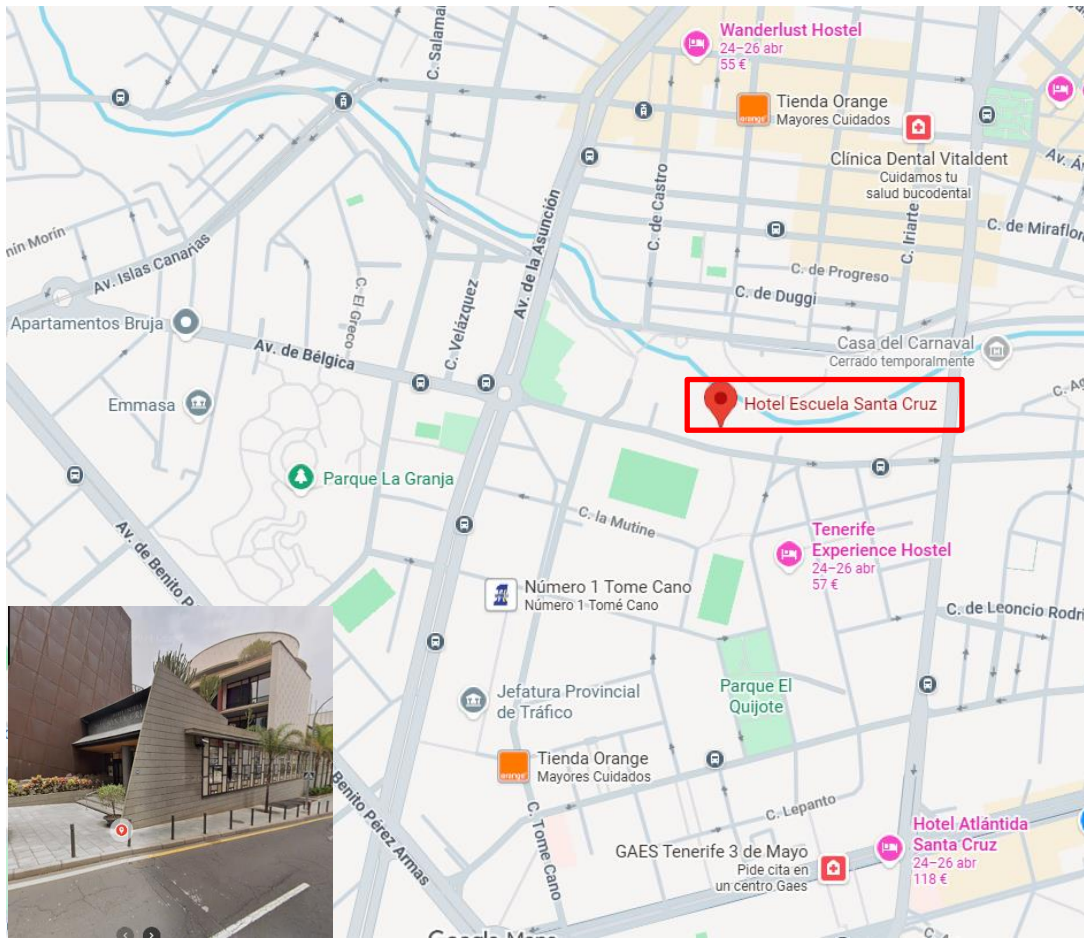 Wanderlust Hostel
24–26 abr
55 €
C. Salama
Tienda Orange
Mayores Cuidados
orange
Clínica Dental Vitaldent
Cuidamos tu
salud bucodental
Av. Á
C. de Castro
C. Iriarte
C. de Miraflor
nin Morín
Av. Islas Canarias
Av. de la Asunción
C. de Progreso
C. de Duggi
C. El Greco
C. Velázquez
Apartamentos Bruja
Av. de Bélgica
Casa del Carnaval
Cerrado temporalmente
C. Ag
Emmasa
Hotel Escuela Santa Cruz
Parque La Granja
C. la Mutine
Tenerife
Experience Hostel
24–26 abr
57 €
Av. de Benito P
Número 1 Tome Cano
Número 1 Tomé Cano
C. de Leoncio Rodrí
Jefatura Provincial
de Tráfico
Parque El
Quijote
Tienda Orange
Mayores Cuidados
orange
Benito Pérez Armas
C. Tome Cano
C. Lepanto
Hotel Atlántida
Santa Cruz
24–26 abr
118 €
GAES Tenerife 3 de Mayo
Pide cita en
un centro Gaes
Google Maps
C. A